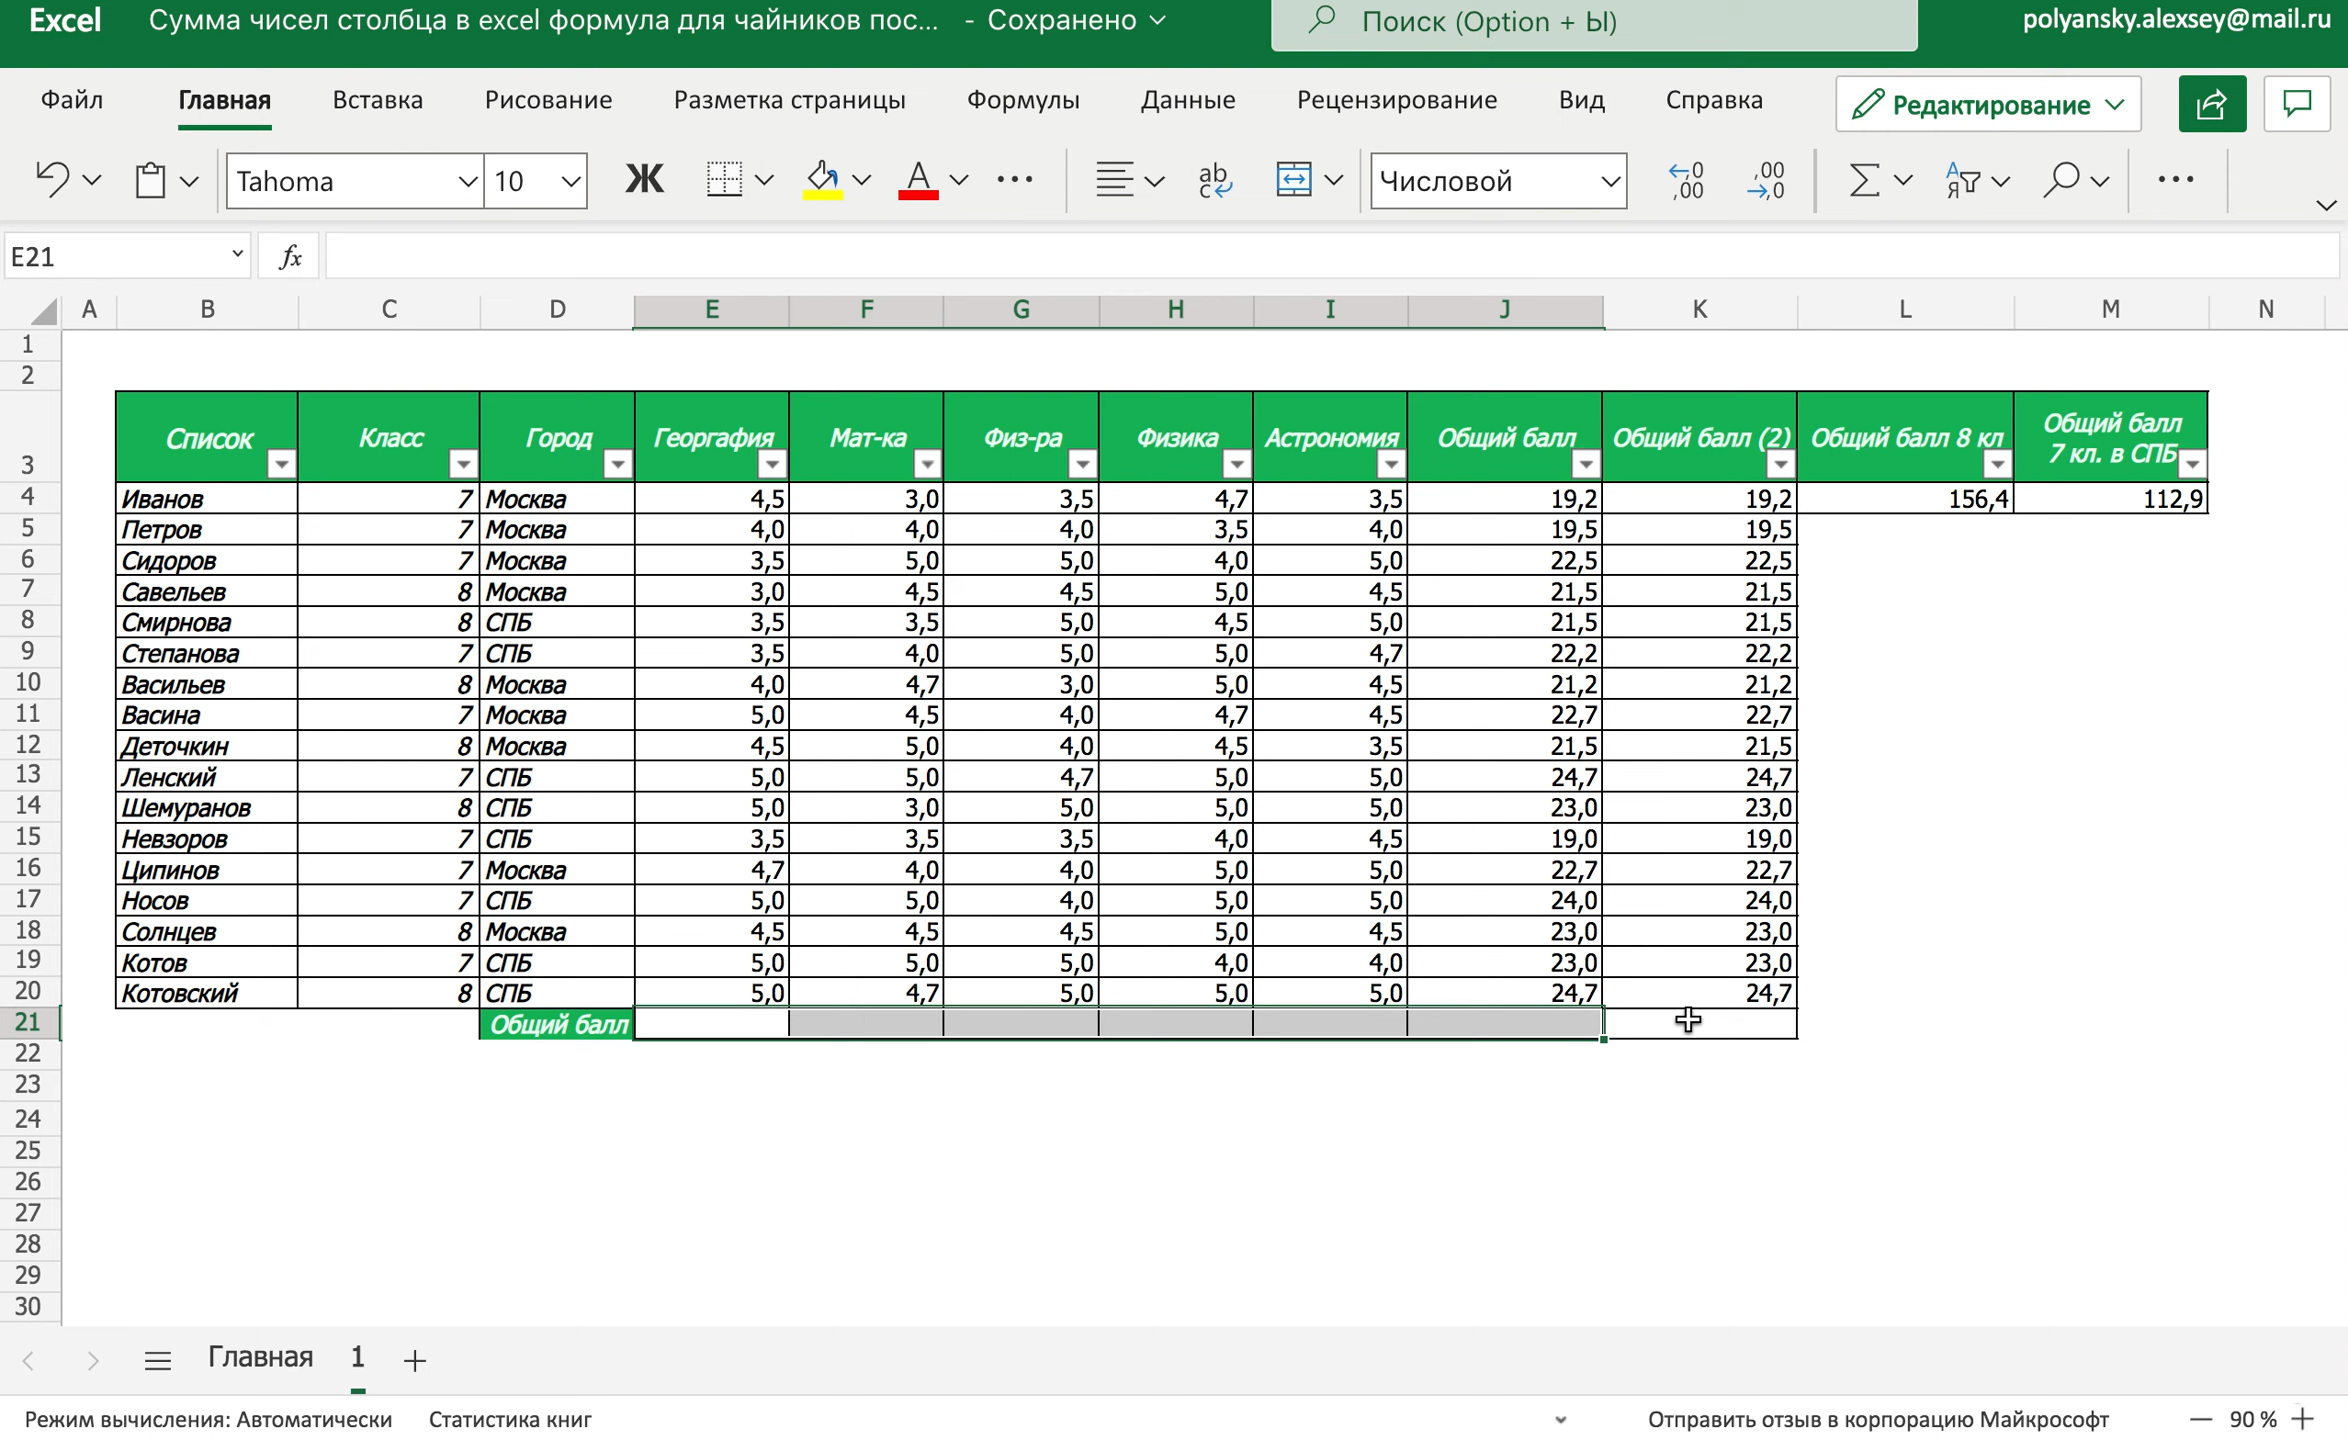 Excel Сумма чисел столбца в excel формула для чайников пос... - Сохранено Поиск (Option + Ы) polyansky.alexsey@mail.ru
Файл Главная Вставка Рисование Разметка страницы Формулы Данные Рецензирование Вид Справка Редактирование
Tahoma 10 Ж А ab c Числовой ←,0 ,00 ,00 →,0 Σ А Я
E21 fx
A B C D E F G H I J K L M N
1
2
3 Список Класс Город Георгафия Мат-ка Физ-ра Физика Астрономия Общий балл Общий балл (2) Общий балл 8 кл Общий балл 7 кл. в СПБ
4 Иванов 7 Москва 4,5 3,0 3,5 4,7 3,5 19,2 19,2 156,4 112,9
5 Петров 7 Москва 4,0 4,0 4,0 3,5 4,0 19,5 19,5
6 Сидоров 7 Москва 3,5 5,0 5,0 4,0 5,0 22,5 22,5
7 Савельев 8 Москва 3,0 4,5 4,5 5,0 4,5 21,5 21,5
8 Смирнова 8 СПБ 3,5 3,5 5,0 4,5 5,0 21,5 21,5
9 Степанова 7 СПБ 3,5 4,0 5,0 5,0 4,7 22,2 22,2
10 Васильев 8 Москва 4,0 4,7 3,0 5,0 4,5 21,2 21,2
11 Васина 7 Москва 5,0 4,5 4,0 4,7 4,5 22,7 22,7
12 Деточкин 8 Москва 4,5 5,0 4,0 4,5 3,5 21,5 21,5
13 Ленский 7 СПБ 5,0 5,0 4,7 5,0 5,0 24,7 24,7
14 Шемуранов 8 СПБ 5,0 3,0 5,0 5,0 5,0 23,0 23,0
15 Невзоров 7 СПБ 3,5 3,5 3,5 4,0 4,5 19,0 19,0
16 Ципинов 7 Москва 4,7 4,0 4,0 5,0 5,0 22,7 22,7
17 Носов 7 СПБ 5,0 5,0 4,0 5,0 5,0 24,0 24,0
18 Солнцев 8 Москва 4,5 4,5 4,5 5,0 4,5 23,0 23,0
19 Котов 7 СПБ 5,0 5,0 5,0 4,0 4,0 23,0 23,0
20 Котовский 8 СПБ 5,0 4,7 5,0 5,0 5,0 24,7 24,7
21 Общий балл
22
23
24
25
26
27
28
29
30
Главная 1
Режим вычисления: Автоматически Статистика книг Отправить отзыв в корпорацию Майкрософт 90 %